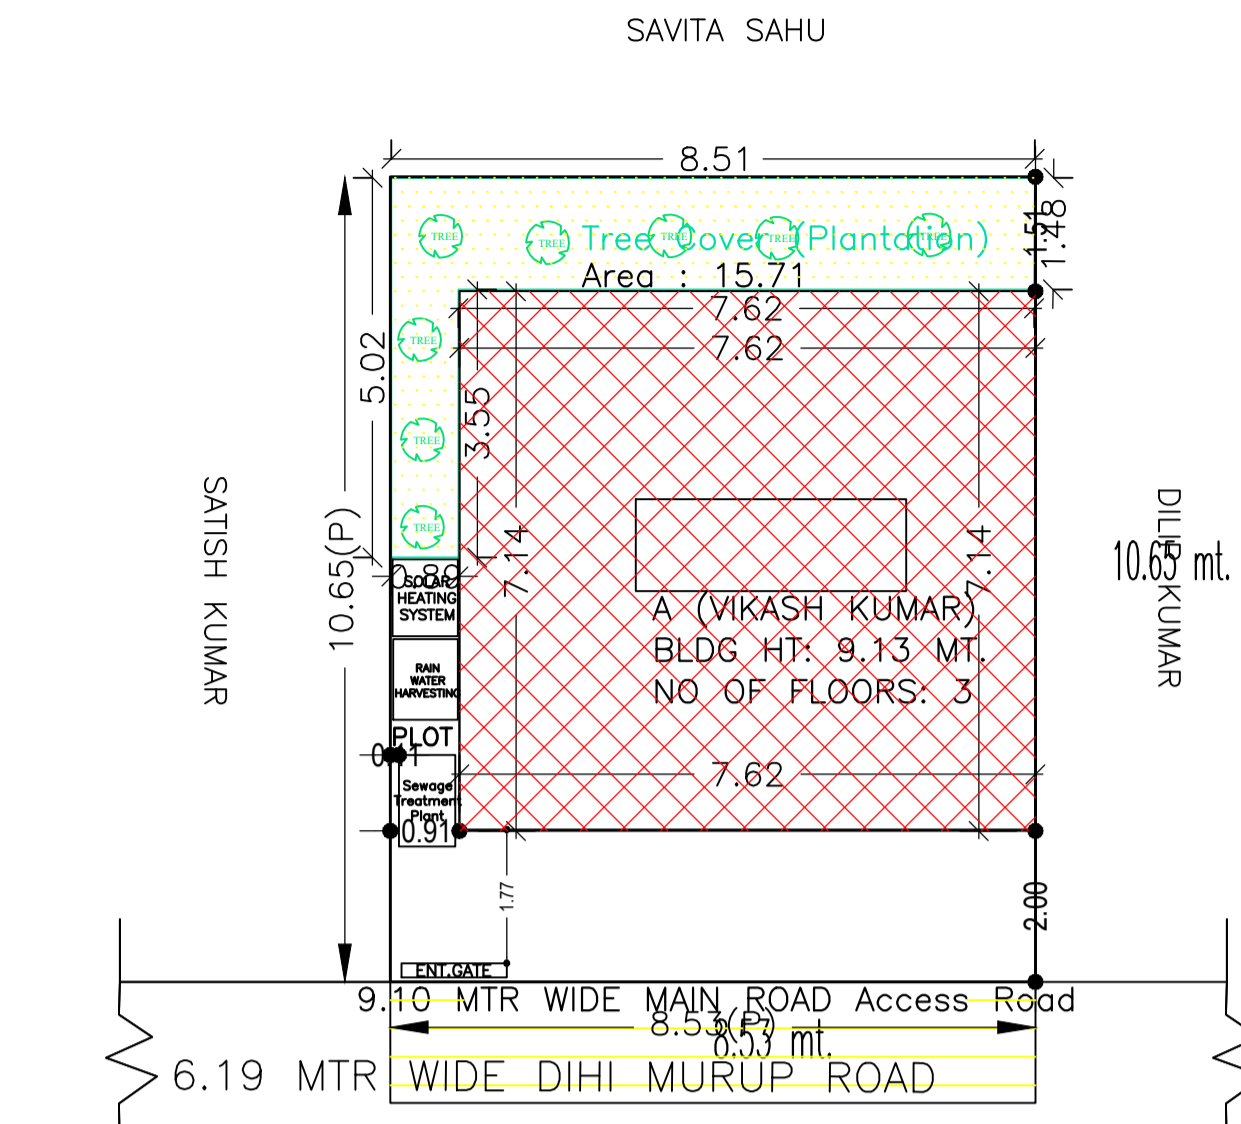 SAVITA SAHU
8.51
1.51
1.48
TREE
TREE
TREE
TREE
TREE
Tree Cover (Plantation)
Area : 15.71
7.62
7.62
TREE
TREE
TREE
5.02
3.55
10.65(P)
SATISH KUMAR
7.14
7.14
DILIP KUMAR
10.65 mt.
0.89
SOLAR
HEATING
SYSTEM
A (VIKASH KUMAR)
BLDG HT: 9.13 MT.
NO OF FLOORS: 3
RAIN
WATER
HARVESTING
PLOT
0.11
7.62
Sewage
Treatment
Plant
0.91
1.77
2.00
ENT.GATE
9.10 MTR WIDE MAIN ROAD Access Road
8.53(P)
8.53 mt.
6.19 MTR WIDE DIHI MURUP ROAD